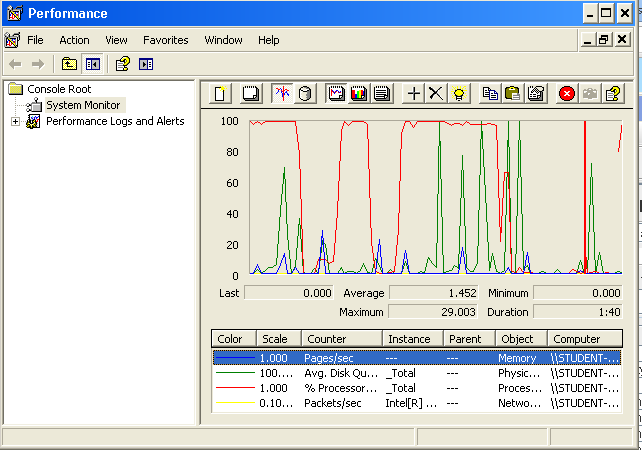 Performance
File Action View Favorites Window Help
Console Root
System Monitor
Performance Logs and Alerts
100
80
60
40
20
0
Last 0.000 Average 1.452 Minimum 0.000
Maximum 29.003 Duration 1:40
Color Scale Counter Instance Parent Object Computer
1.000 Pages/sec --- --- Memory \\STUDENT-...
100.... Avg. Disk Qu... _Total --- Physic... \\STUDENT-...
1.000 % Processor... _Total --- Proces... \\STUDENT-...
0.10... Packets/sec Intel[R] ... --- Netwo... \\STUDENT-...